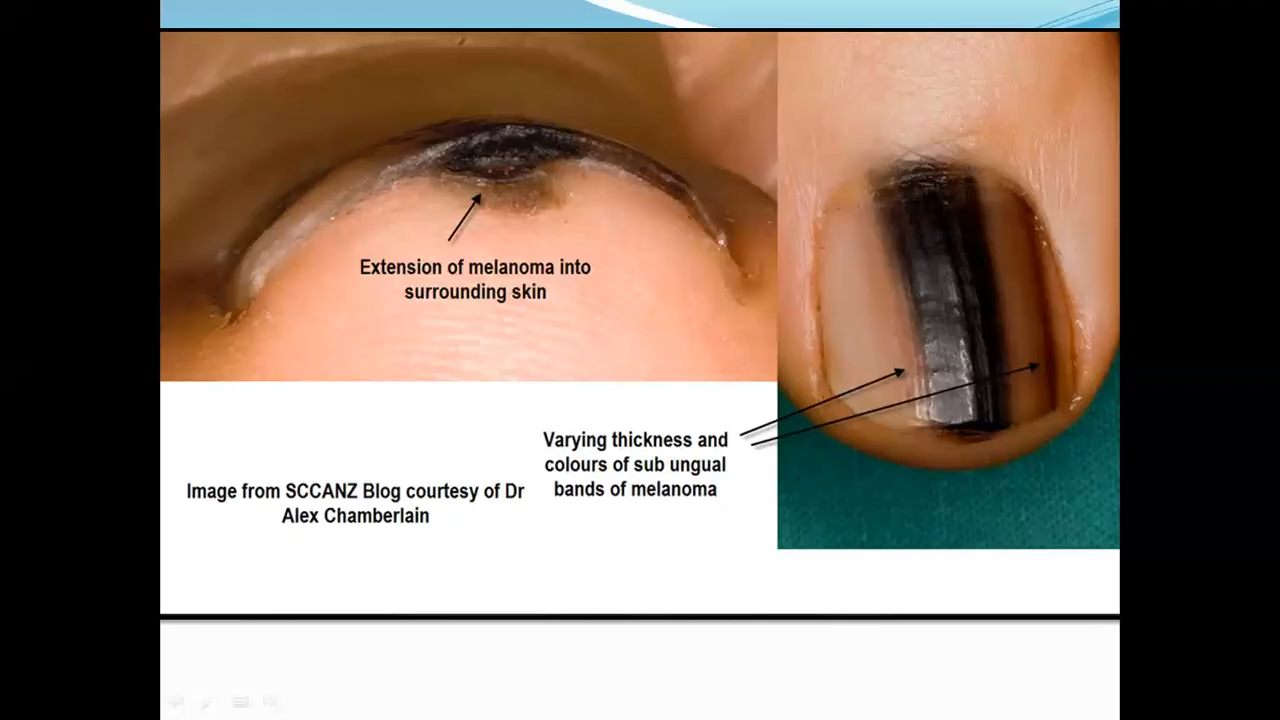 Extension of melanoma into
surrounding skin
Varying thickness and
colours of sub ungual
bands of melanoma
Image from SCCANZ Blog courtesy of Dr
Alex Chamberlain